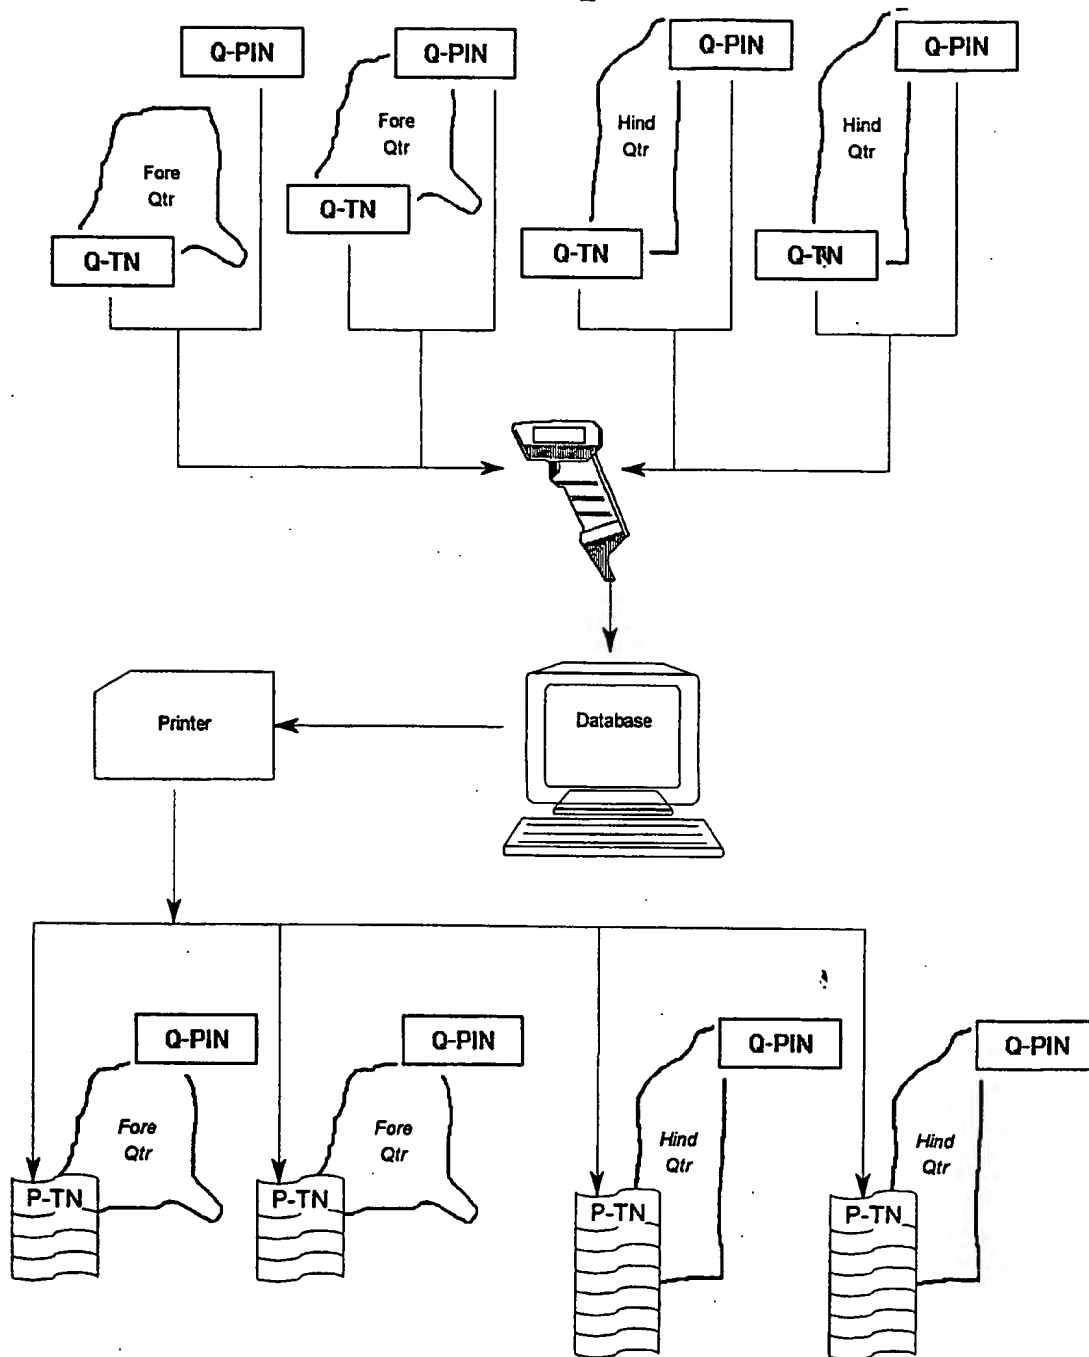 Q-PIN
Q-PIN
Q-PIN
Q-PIN
Fore
Qtr
Fore
Qtr
Hind
Qtr
Hind
Qtr
Q-TN
Q-TN
Q-TN
Q-TN
Printer
Database
Q-PIN
Q-PIN
Q-PIN
Q-PIN
Fore
Qtr
Fore
Qtr
Hind
Qtr
Hind
Qtr
P-TN
P-TN
P-TN
P-TN